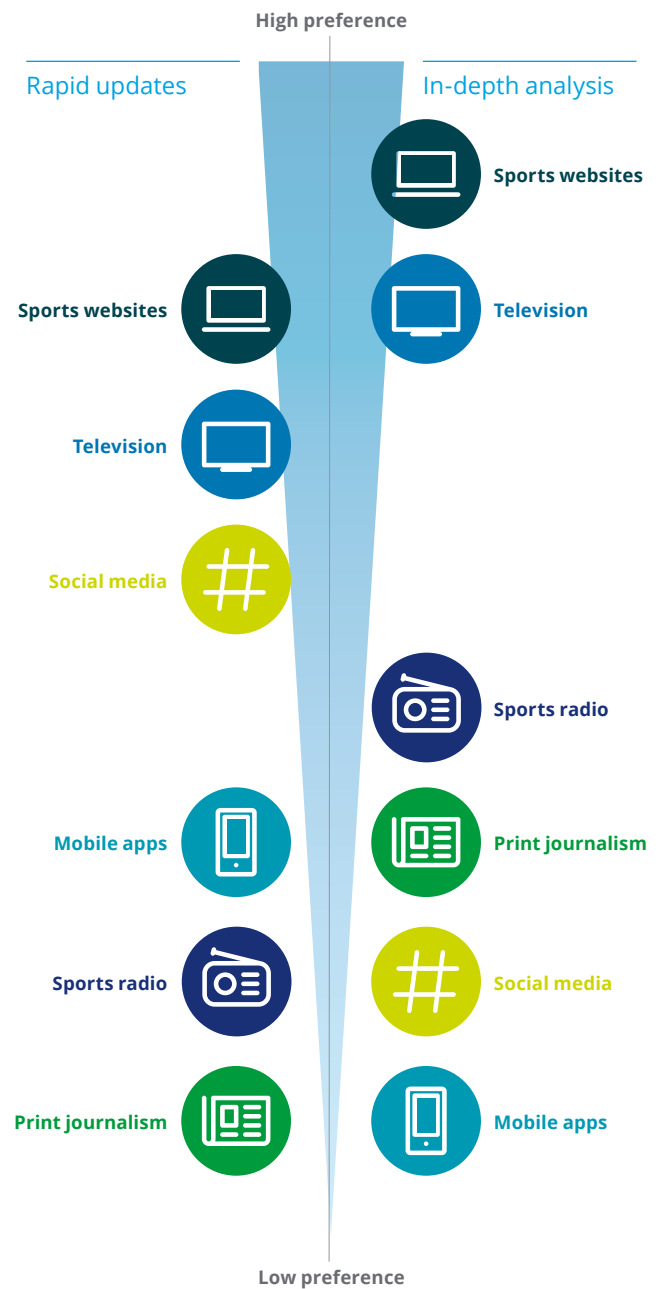 High preference
Rapid updates
In-depth analysis
Sports websites
Sports websites
Television
Television
Social media
Sports radio
Mobile apps
Print journalism
Sports radio
Social media
Print journalism
Mobile apps
Low preference